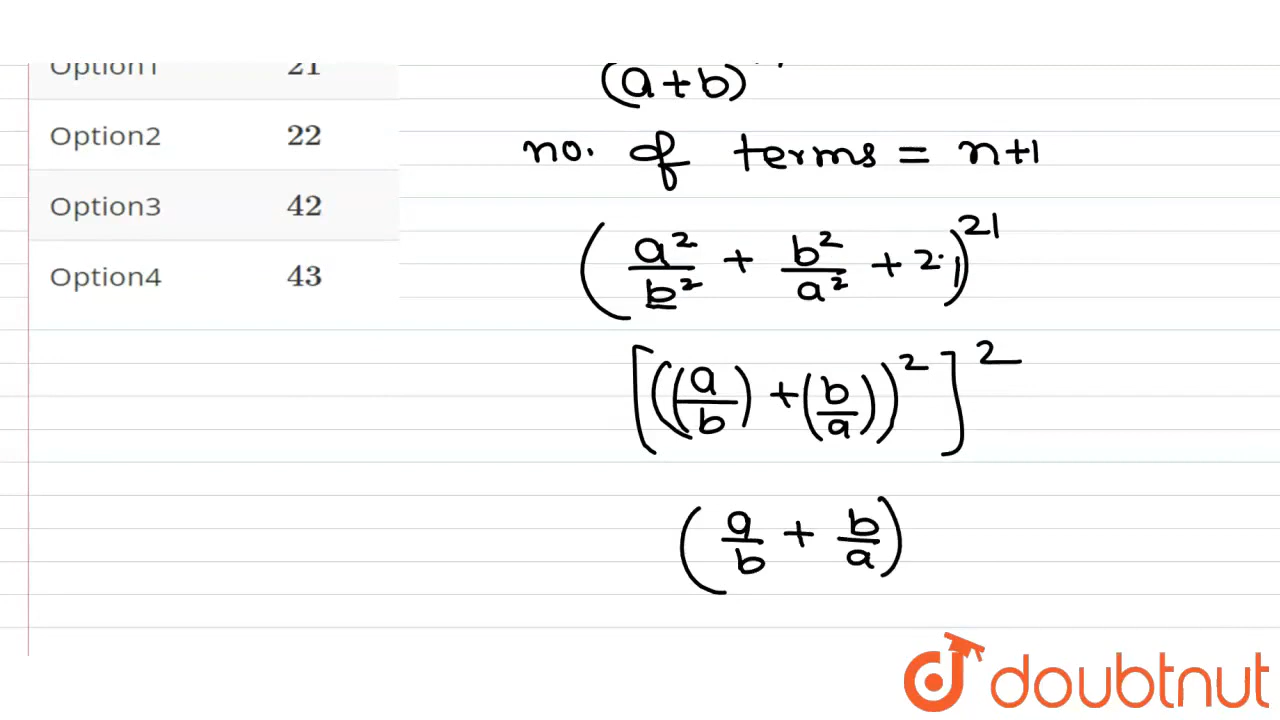 Option1 21
(a+b)
Option2 22
no. of terms = n+1
Option3 42
(a²/b² + b²/a² + 2·1)²¹
Option4 43
[((a/b) + (b/a))²]²
(a/b + b/a)
doubtnut